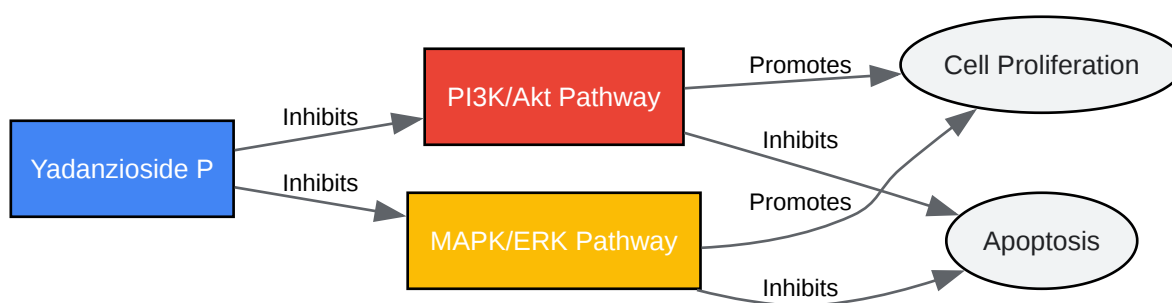 Yadanzioside P
Inhibits
Inhibits
PI3K/Akt Pathway
MAPK/ERK Pathway
Promotes
Inhibits
Promotes
Inhibits
Cell Proliferation
Apoptosis